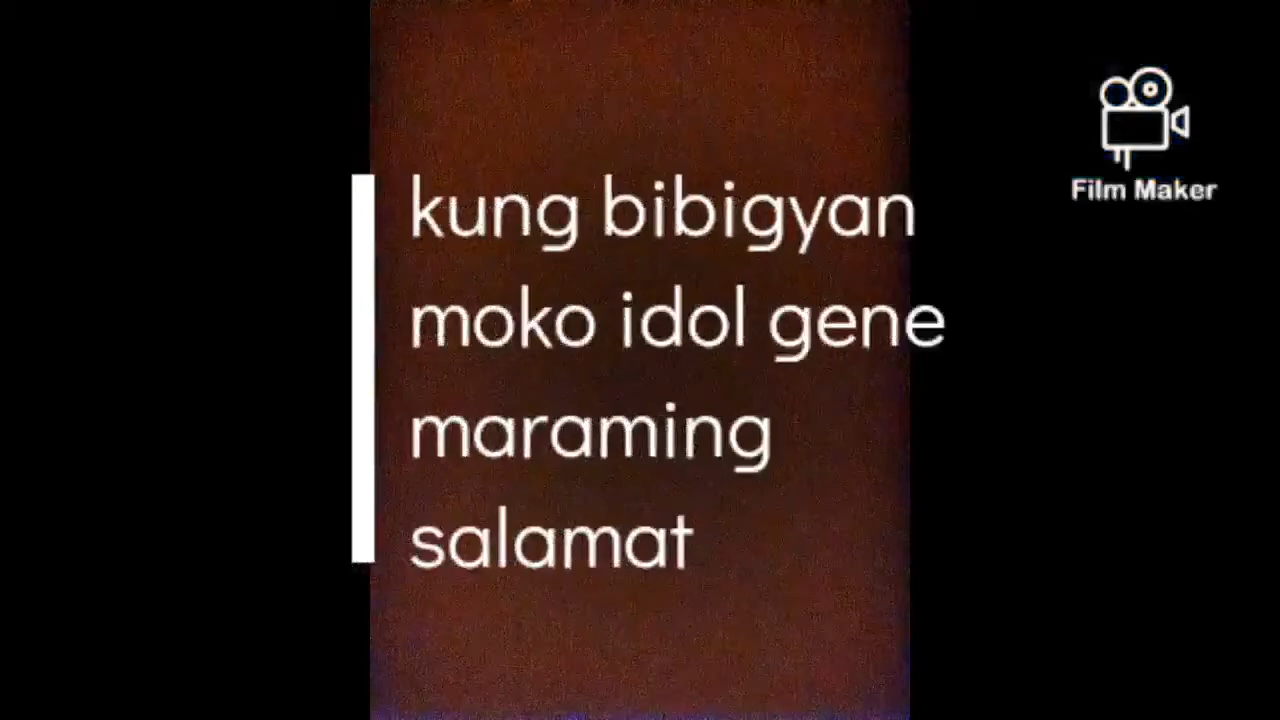 kung bibigyan
moko idol gene
maraming
salamat
Film Maker